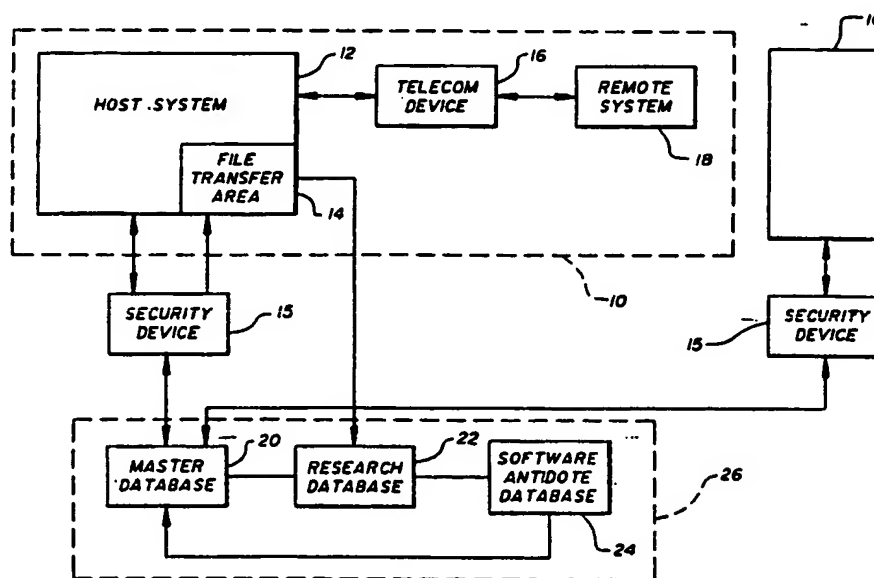 12
16
10
HOST .SYSTEM
TELECOM
DEVICE
REMOTE
SYSTEM
18
FILE
TRANSFER
AREA
14
10
SECURITY
DEVICE
15
15
SECURITY
DEVICE
20
22
MASTER
DATABASE
RESEARCH
DATABASE
SOFTWARE
ANTIDOTE
DATABASE
26
24